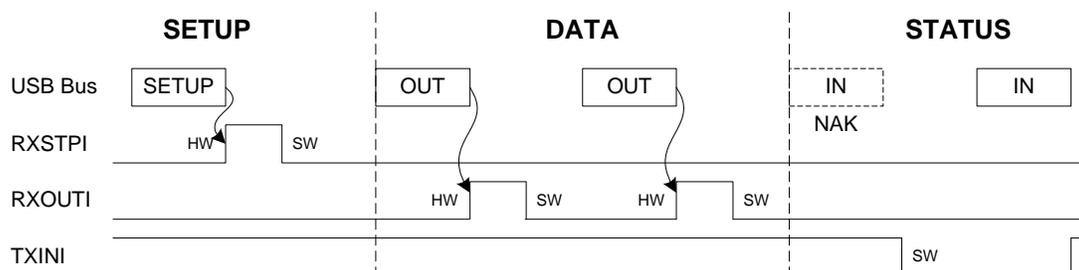 SETUP DATA STATUS
USB Bus SETUP OUT OUT IN IN
NAK
RXSTPI HW SW
RXOUTI HW SW HW SW
TXINI SW